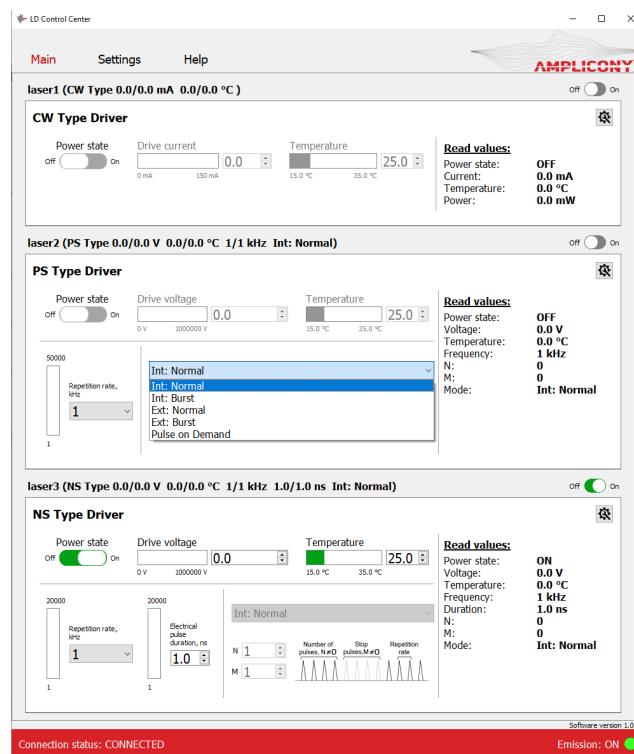 LD Control Center
Main Settings Help
AMPLICONY
laser1 (CW Type 0.0/0.0 mA 0.0/0.0 °C )
Off On
CW Type Driver
Power state
Off On
Drive current
0.0
0 mA 150 mA
Temperature
25.0
15.0 °C 35.0 °C
Read values:
Power state: OFF
Current: 0.0 mA
Temperature: 0.0 °C
Power: 0.0 mW
laser2 (PS Type 0.0/0.0 V 0.0/0.0 °C 1/1 kHz Int: Normal)
Off On
PS Type Driver
Power state
Off On
Drive voltage
0.0
0 V 1000000 V
Temperature
25.0
15.0 °C 35.0 °C
50000
Repetition rate,
kHz
1
1
Int: Normal
Int: Normal
Int: Burst
Ext: Normal
Ext: Burst
Pulse on Demand
Read values:
Power state: OFF
Voltage: 0.0 V
Temperature: 0.0 °C
Frequency: 1 kHz
N: 0
M: 0
Mode: Int: Normal
laser3 (NS Type 0.0/0.0 V 0.0/0.0 °C 1/1 kHz 1.0/1.0 ns Int: Normal)
Off On
NS Type Driver
Power state
Off On
Drive voltage
0.0
0 V 1000000 V
Temperature
25.0
15.0 °C 35.0 °C
20000
Repetition rate,
kHz
1
1
20000
Electrical
pulse
duration, ns
1.0
1
Int: Normal
N 1
M 1
Number of
pulses, N≠0
Stop
pulses,M≠0
Repetition
rate
Read values:
Power state: ON
Voltage: 0.0 V
Temperature: 0.0 °C
Frequency: 1 kHz
Duration: 1.0 ns
N: 0
M: 0
Mode: Int: Normal
Software version 1.0
Connection status: CONNECTED
Emission: ON